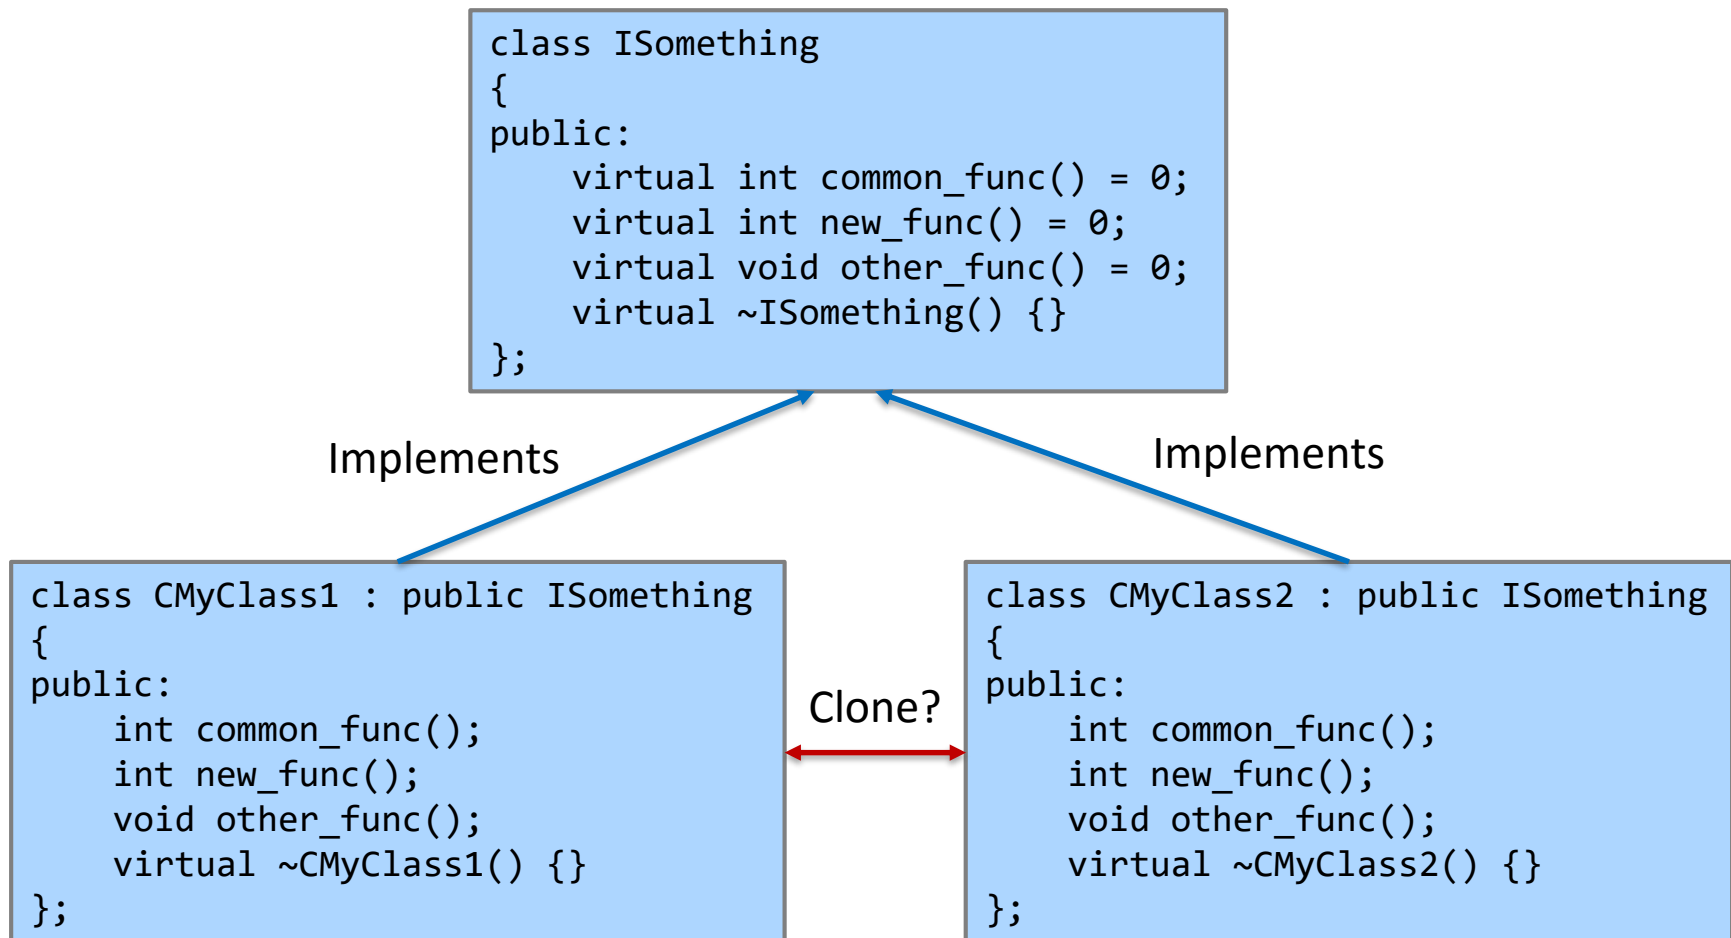 class ISomething
{
public:
    virtual int common_func() = 0;
    virtual int new_func() = 0;
    virtual void other_func() = 0;
    virtual ~ISomething() {}
};
Implements
Implements
class CMyClass1 : public ISomething
{
public:
    int common_func();
    int new_func();
    void other_func();
    virtual ~CMyClass1() {}
};
Clone?
class CMyClass2 : public ISomething
{
public:
    int common_func();
    int new_func();
    void other_func();
    virtual ~CMyClass2() {}
};